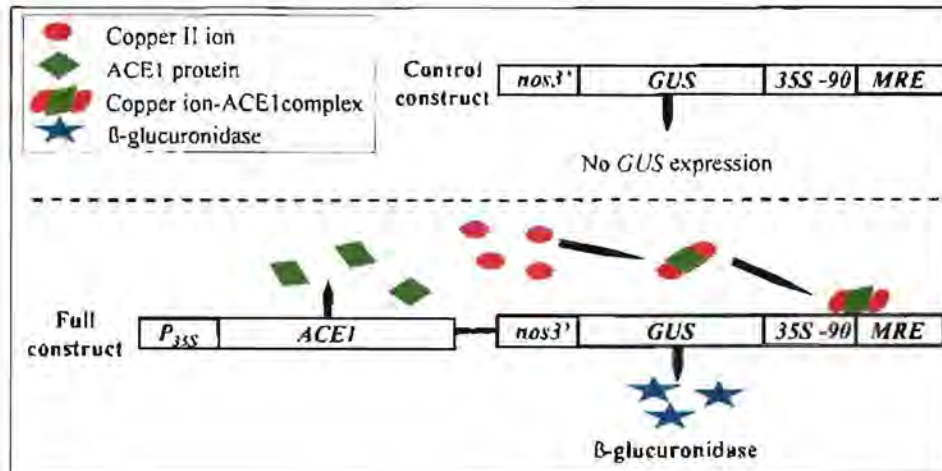 Copper II ion
ACE1 protein
Copper ion-ACE1complex
ß-glucuronidase
Control
construct
nos3' GUS 35S -90 MRE
No GUS expression
Full
construct
P35S ACE1 nos3' GUS 35S -90 MRE
ß-glucuronidase